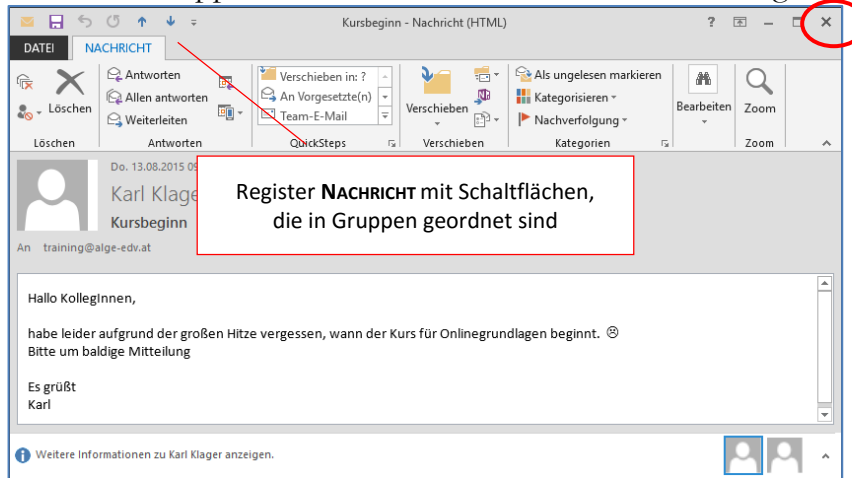 Kursbeginn - Nachricht (HTML)
?
DATEI NACHRICHT
Löschen
Antworten
Allen antworten
Weiterleiten
Verschieben in: ?
An Vorgesetzte(n)
Team-E-Mail
Verschieben
Als ungelesen markieren
Kategorisieren
Nachverfolgung
Bearbeiten
Zoom
Löschen Antworten QuickSteps Verschieben Kategorien Zoom
Do. 13.08.2015
Karl
Kursbeginn
An training@alge-edv.at
Register NACHRICHT mit Schaltflächen,
die in Gruppen geordnet sind
Hallo KollegInnen,
habe leider aufgrund der großen Hitze vergessen, wann der Kurs für Onlinegrundlagen beginnt. ☹
Bitte um baldige Mitteilung
Es grüßt
Karl
Weitere Informationen zu Karl Klager anzeigen.